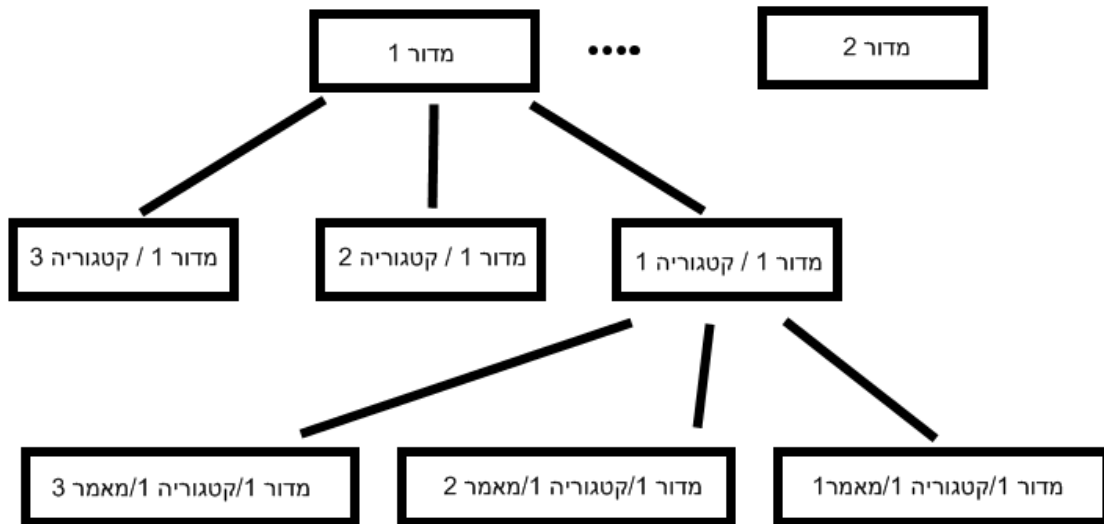 מדור 1
מדור 2
מדור 1 / קטגוריה 1
מדור 1 / קטגוריה 2
מדור 1 / קטגוריה 3
מדור 1/קטגוריה 1/מאמר1
מדור 1/קטגוריה 1/מאמר 2
מדור 1/קטגוריה 1/מאמר 3